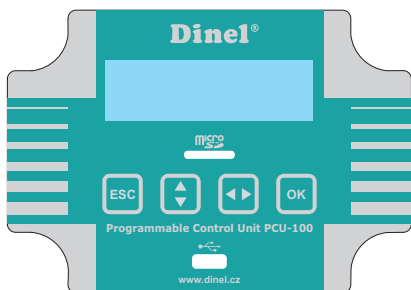 Dinel®
micro
SD
ESC
OK
Programmable Control Unit PCU-100
www.dinel.cz